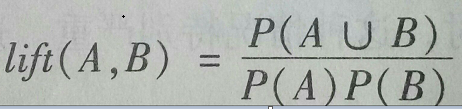 lift(A,B) = P(A ∪ B) / P(A)P(B)